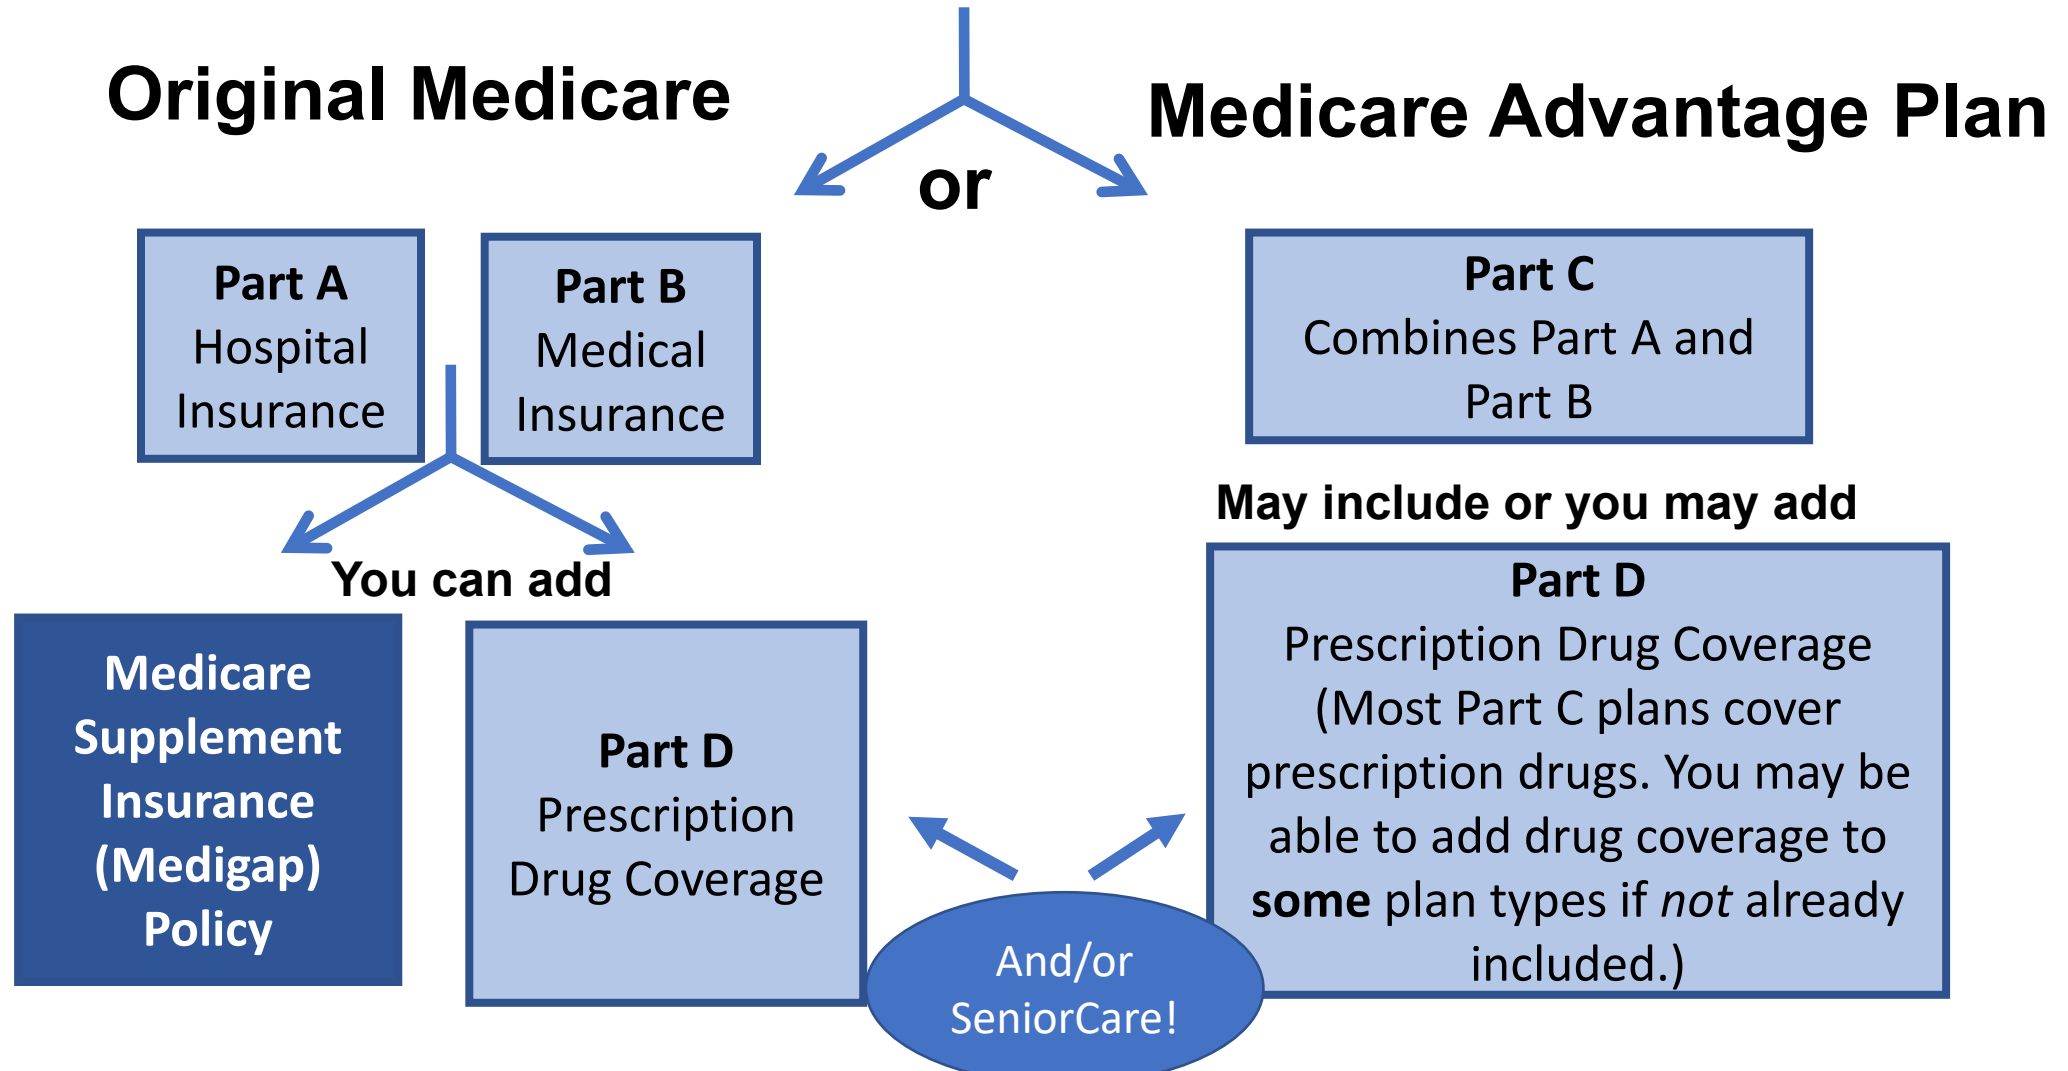 Original Medicare
or
Medicare Advantage Plan
Part A
Hospital
Insurance
Part B
Medical
Insurance
You can add
Medicare
Supplement
Insurance
(Medigap)
Policy
Part D
Prescription
Drug Coverage
Part C
Combines Part A and
Part B
May include or you may add
Part D
Prescription Drug Coverage
(Most Part C plans cover
prescription drugs. You may be
able to add drug coverage to
some plan types if not already
included.)
And/or
SeniorCare!